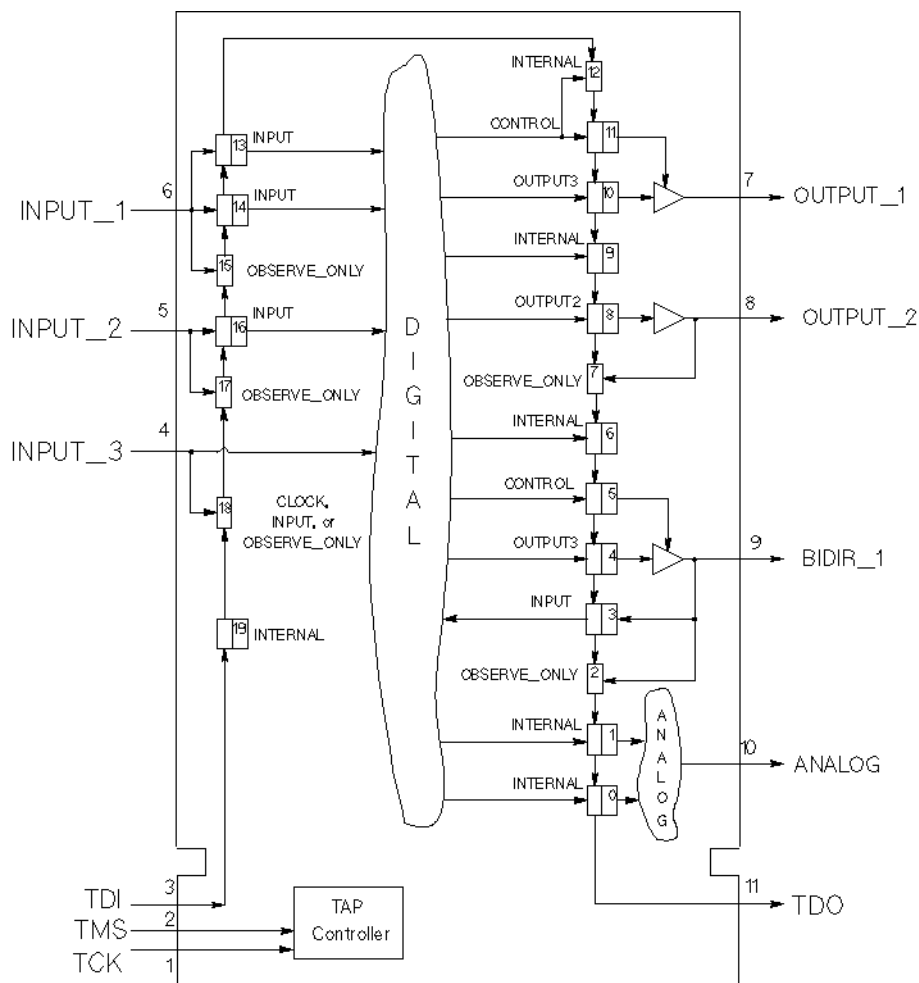 INTERNAL
12
INPUT
13
CONTROL
11
6
INPUT
14
OUTPUT3
10
7
INPUT_1
OUTPUT_1
15
OBSERVE_ONLY
INTERNAL
9
5
INPUT
16
OUTPUT2
8
8
INPUT_2
OUTPUT_2
17
OBSERVE_ONLY
OBSERVE_ONLY
7
4
INTERNAL
6
INPUT_3
DIGITAL
18
CLOCK,
INPUT, or
OBSERVE_ONLY
CONTROL
5
OUTPUT3
4
9
BIDIR_1
19
INTERNAL
INPUT
3
OBSERVE_ONLY
2
INTERNAL
1
ANALOG
10
ANALOG
INTERNAL
0
TDI
3
11
TDO
TMS
2
TAP
Controller
TCK
1